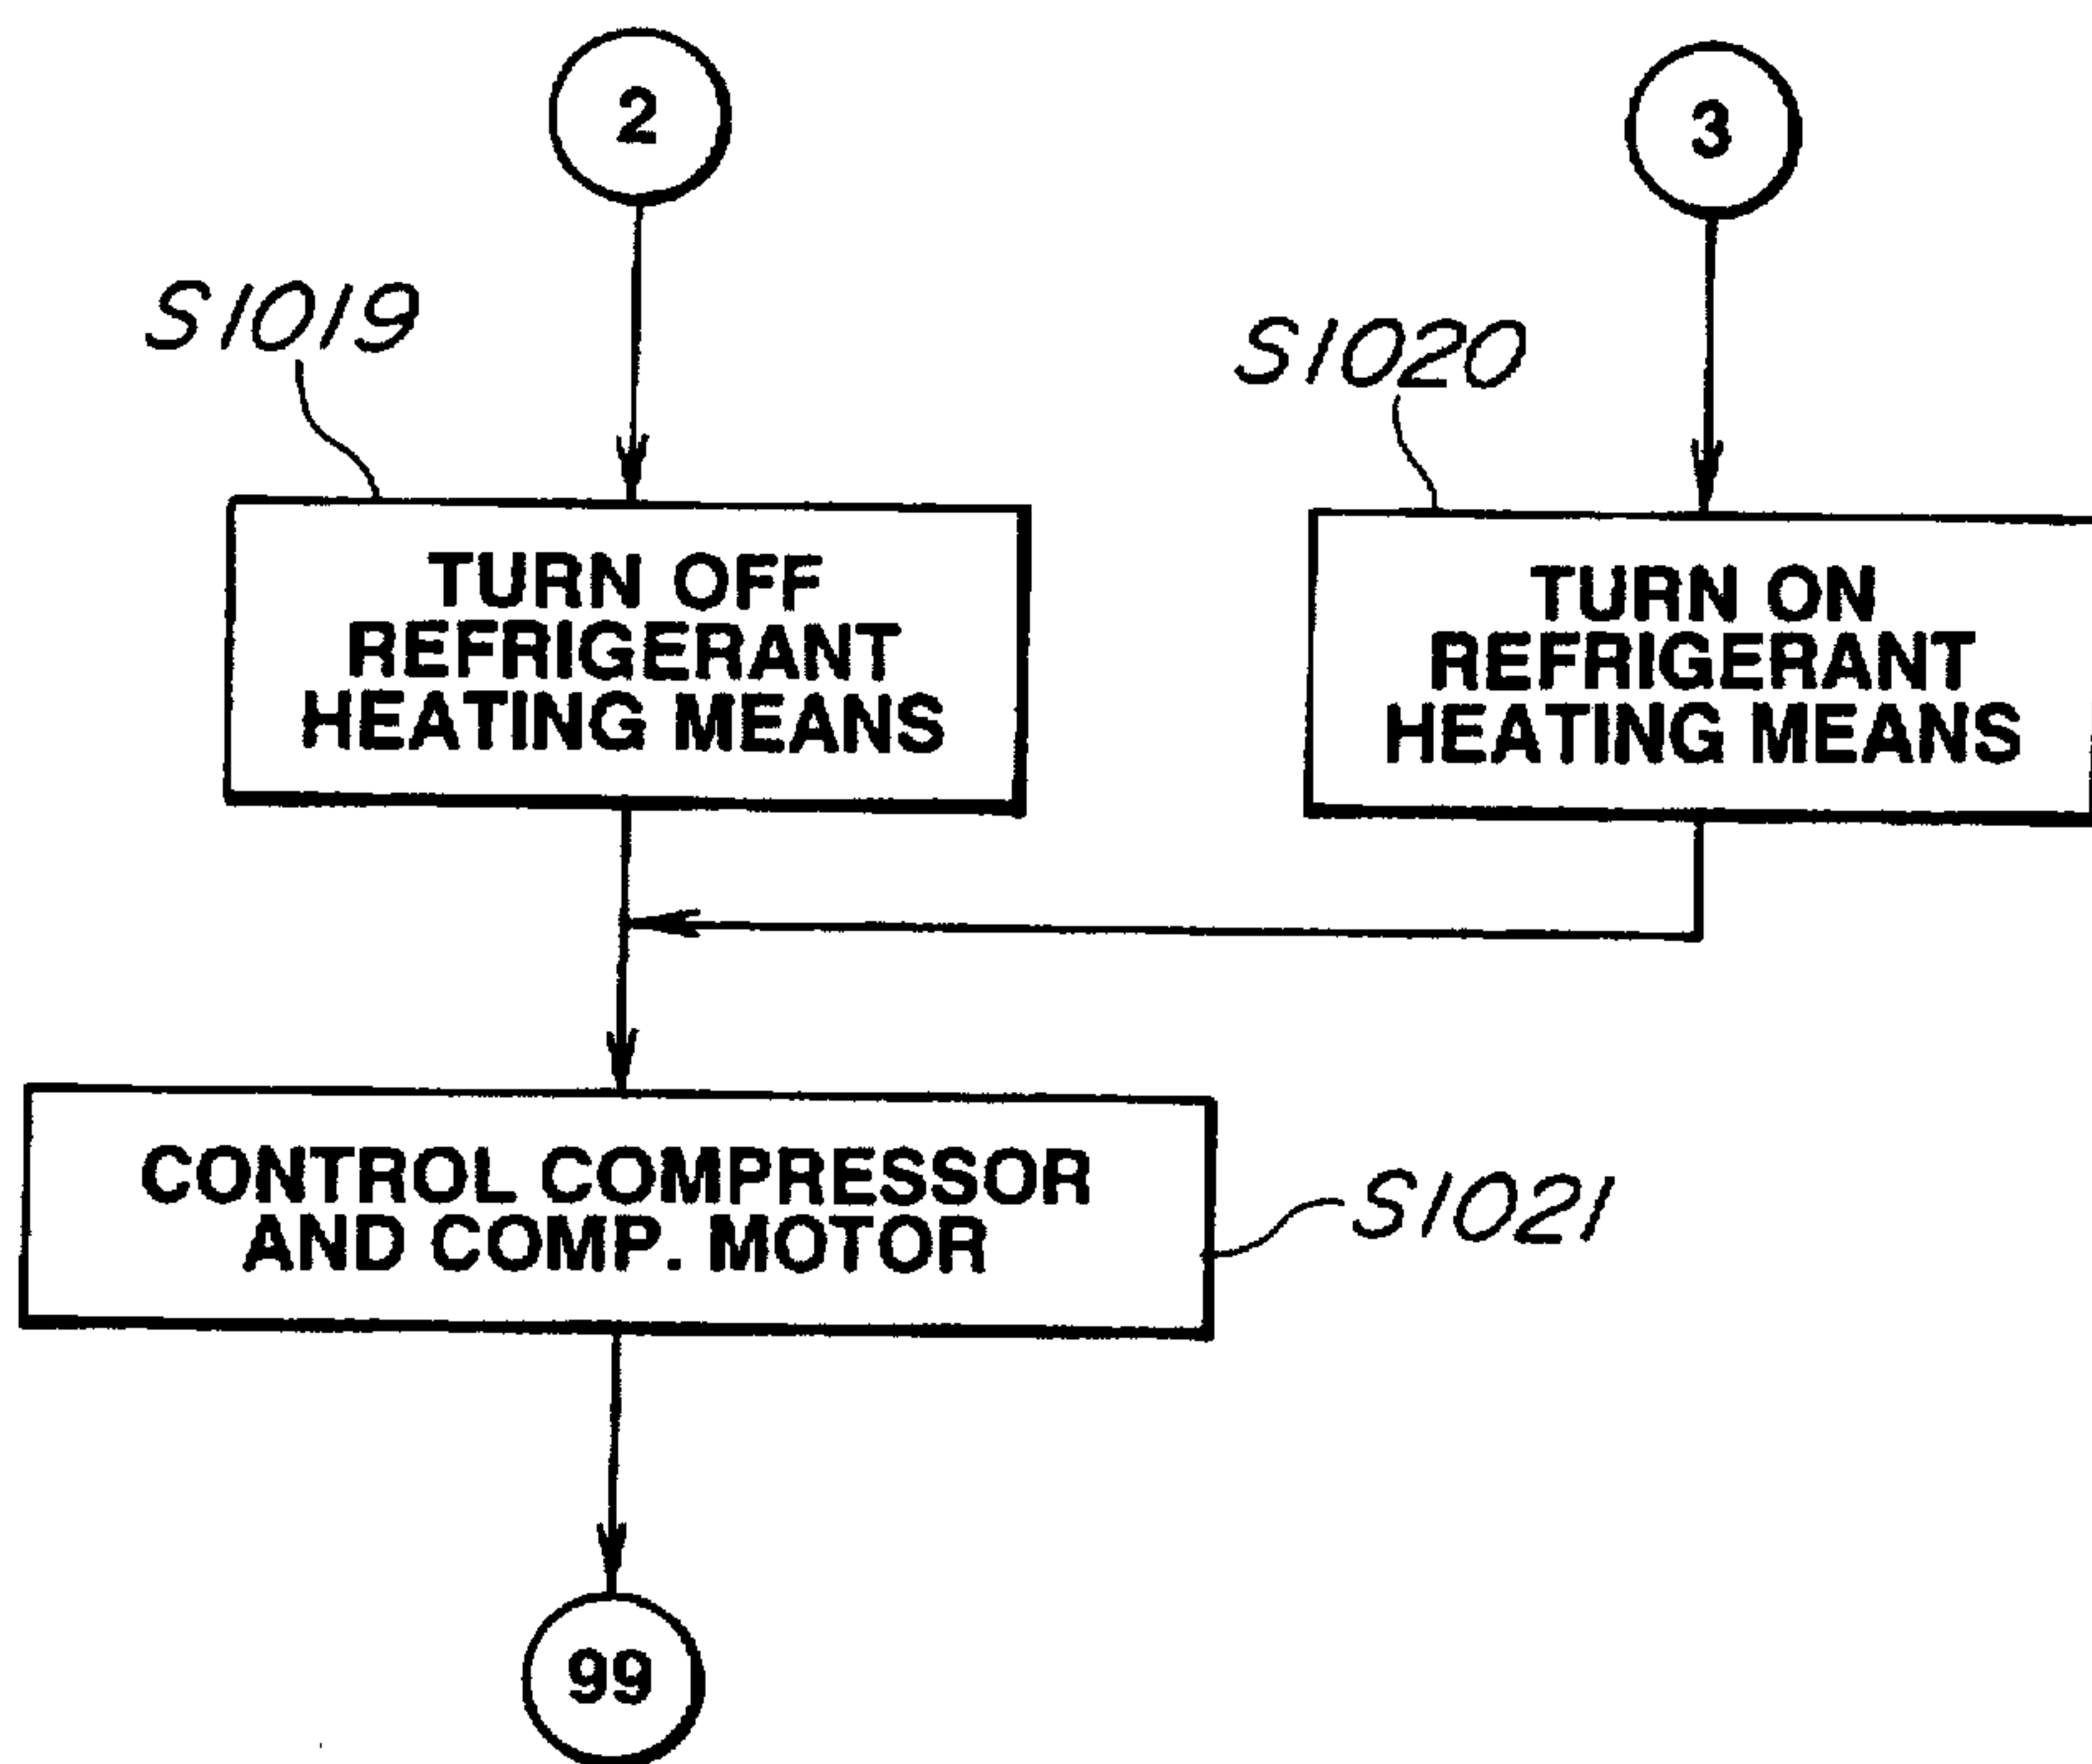 2
3
S1019
S1020
TURN OFF
REFRIGERANT
HEATING MEANS
TURN ON
REFRIGERANT
HEATING MEANS
CONTROL COMPRESSOR
AND COMP. MOTOR
S1021
99